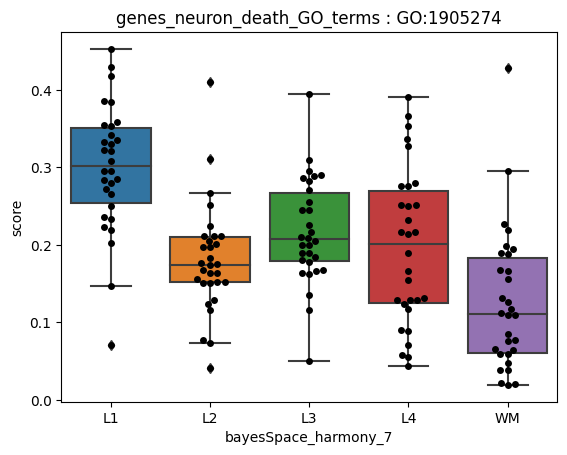 genes_neuron_death_GO_terms : GO:1905274
score
0.4
0.3
0.2
0.1
0.0
L1 L2 L3 L4 WM
bayesSpace_harmony_7